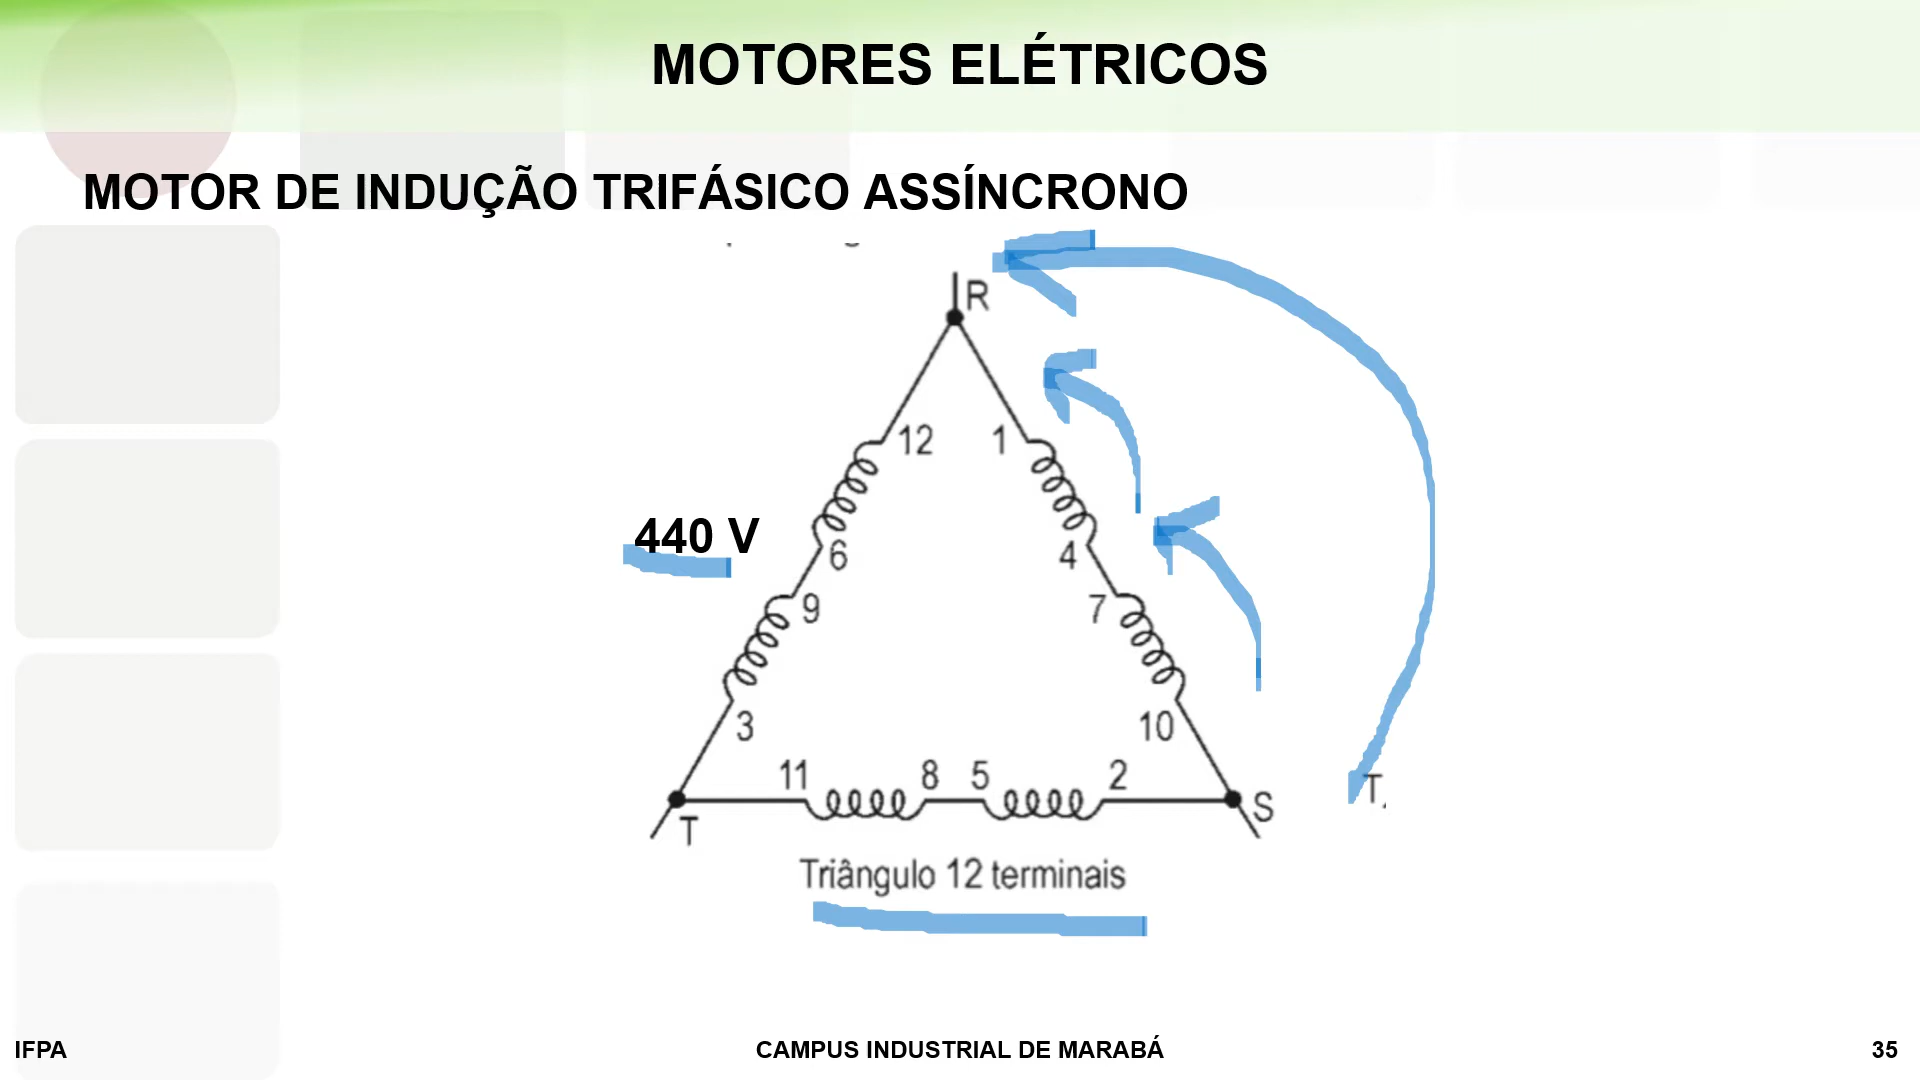 MOTORES ELÉTRICOS
MOTOR DE INDUÇÃO TRIFÁSICO ASSÍNCRONO
R
12 1
440 V
6 4
9 7
3 10
11 8 5 2
T S
T
Triângulo 12 terminais
IFPA CAMPUS INDUSTRIAL DE MARABÁ 35